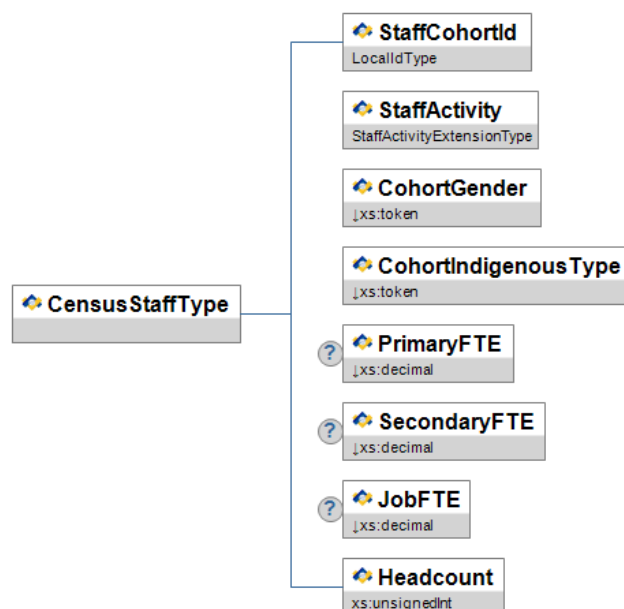 StaffCohortId
LocalIdType
StaffActivity
StaffActivityExtensionType
CohortGender
↓xs:token
CohortIndigenousType
↓xs:token
CensusStaffType
?
PrimaryFTE
↓xs:decimal
?
SecondaryFTE
↓xs:decimal
?
JobFTE
↓xs:decimal
Headcount
xs:unsignedInt